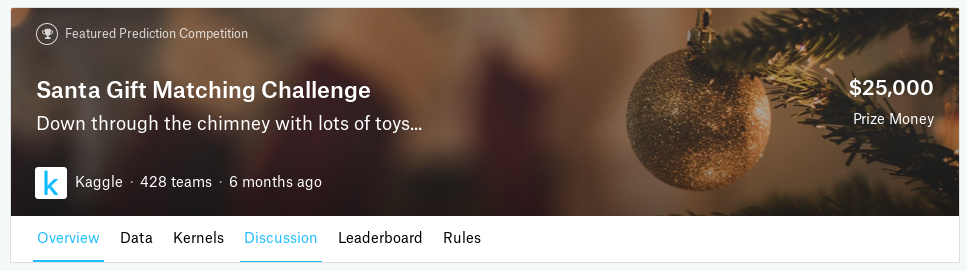 Featured Prediction Competition
Santa Gift Matching Challenge
$25,000
Down through the chimney with lots of toys...
Prize Money
k
Kaggle · 428 teams · 6 months ago
Overview Data Kernels Discussion Leaderboard Rules